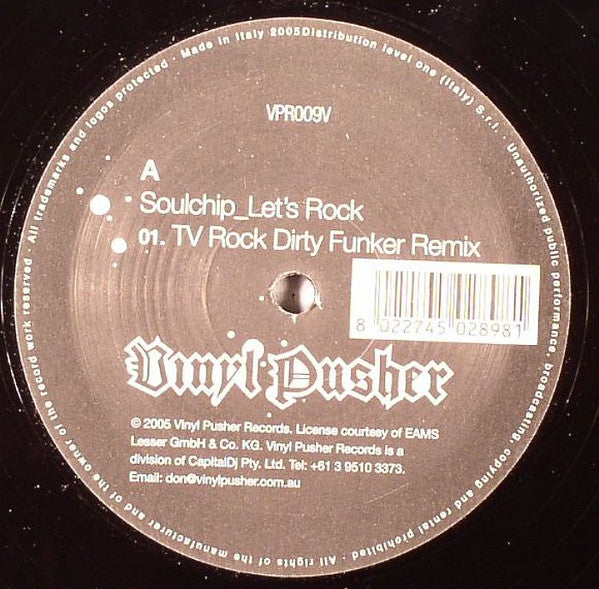 VPR009V
A
Soulchip_Let's Rock
01. TV Rock Dirty Funker Remix
8 022745 028981
Vinyl Pusher
© 2005 Vinyl Pusher Records. License courtesy of EAMS
Lesser GmbH & Co. KG. Vinyl Pusher Records is a
division of CapitalDj Pty. Ltd. Tel: +61 3 9510 3373.
Email: don@vinylpusher.com.au
All trademarks and logos protected · Made in Italy 2005 Distribution level one (Italy) S.r.l. · Unauthorized public performance, broadcasting, copying and rental prohibited · All rights of the manufacturer and of the owner of the record work reserved